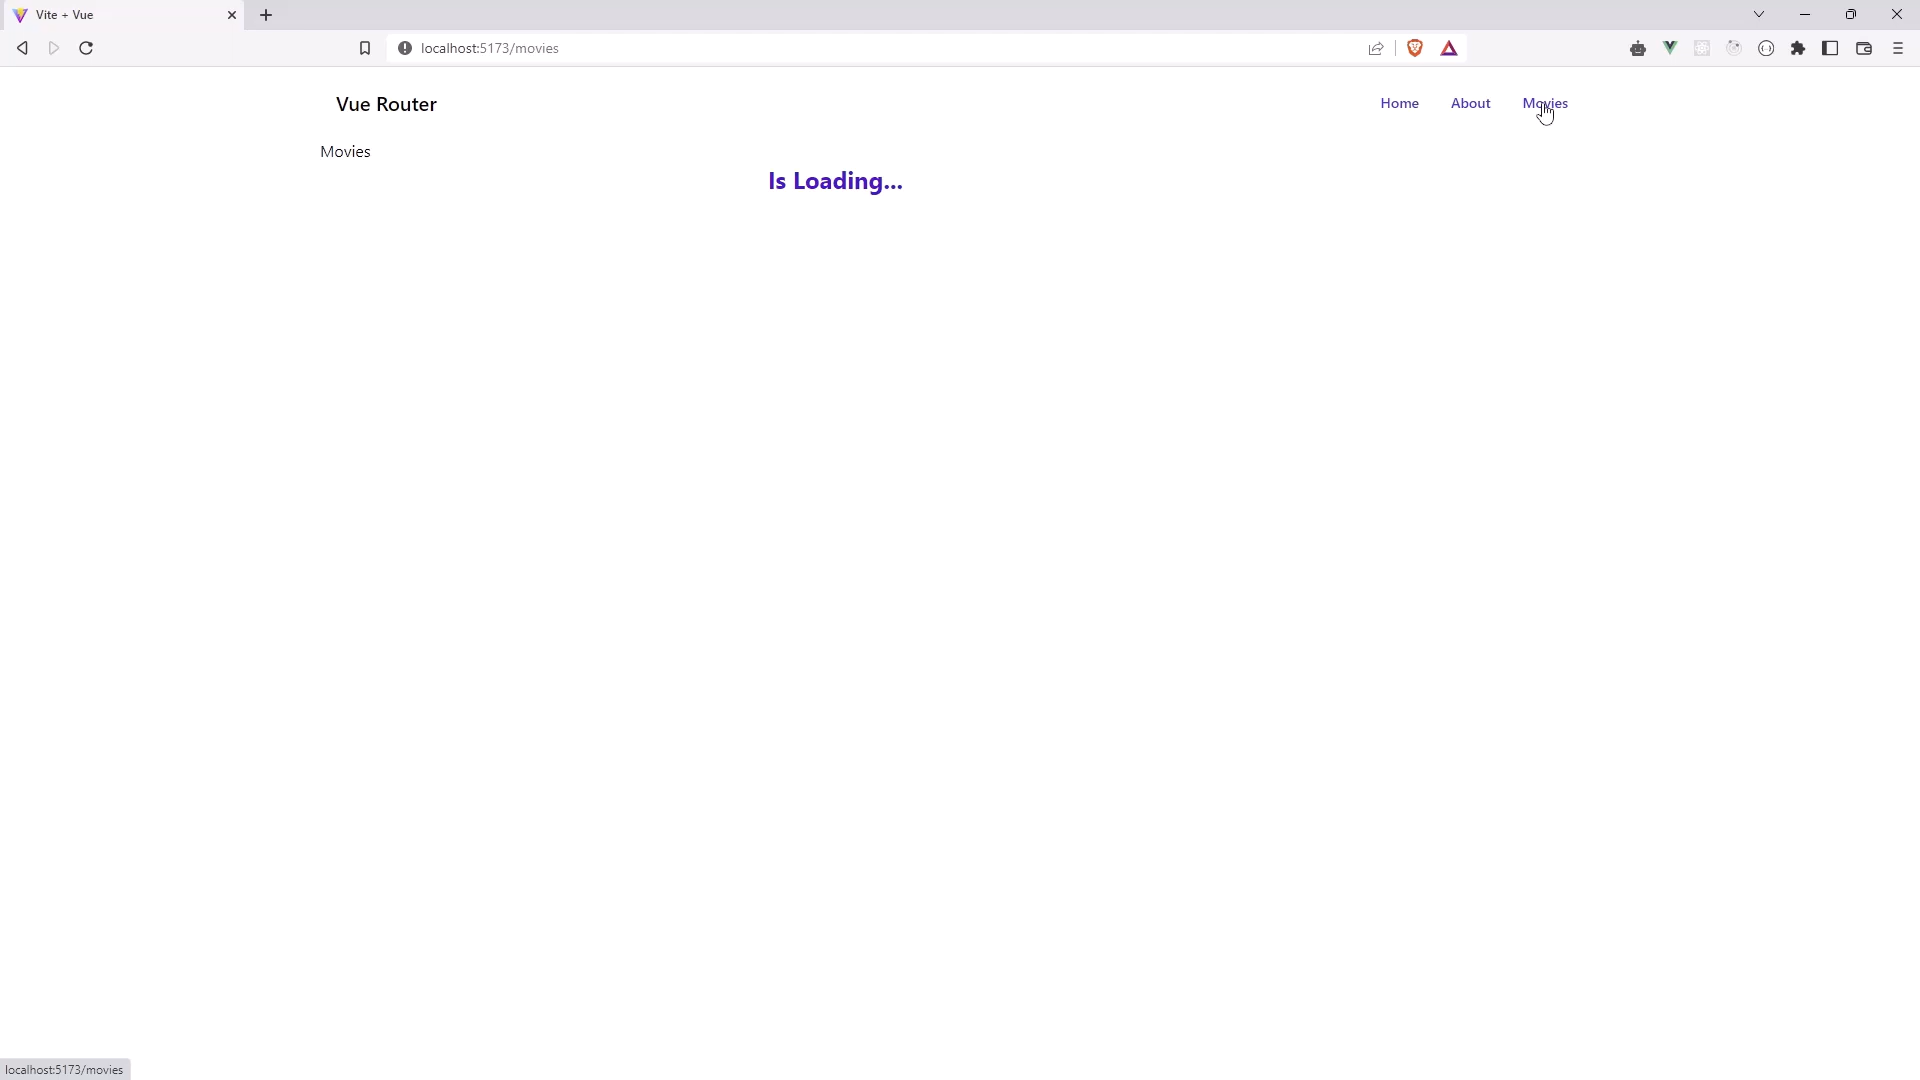 Vite + Vue
localhost:5173/movies
Vue Router
Home
About
Movies
Movies
Is Loading...
localhost:5173/movies